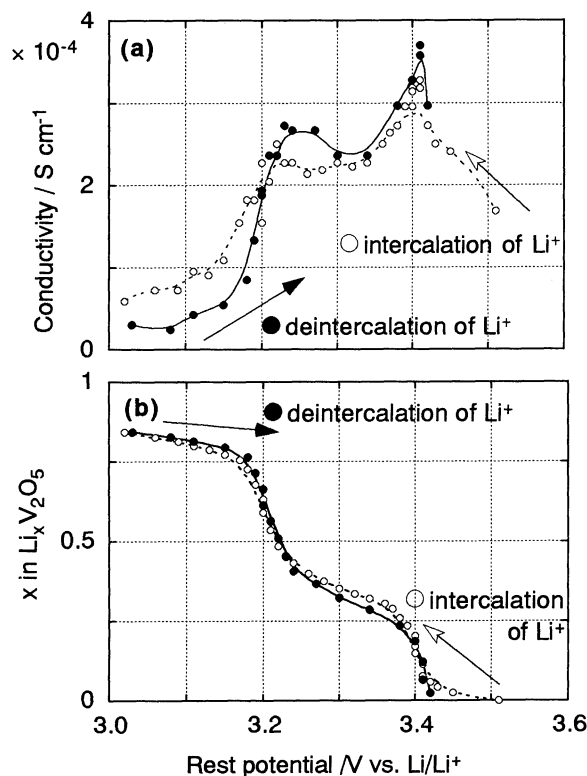 × 10⁻⁴
(a)
4
2
0
Conductivity / S cm⁻¹
○ intercalation of Li⁺
● deintercalation of Li⁺
1
(b)
● deintercalation of Li⁺
0.5
x in LiₓV₂O₅
○ intercalation
of Li⁺
0
3.0 3.2 3.4 3.6
Rest potential /V vs. Li/Li⁺